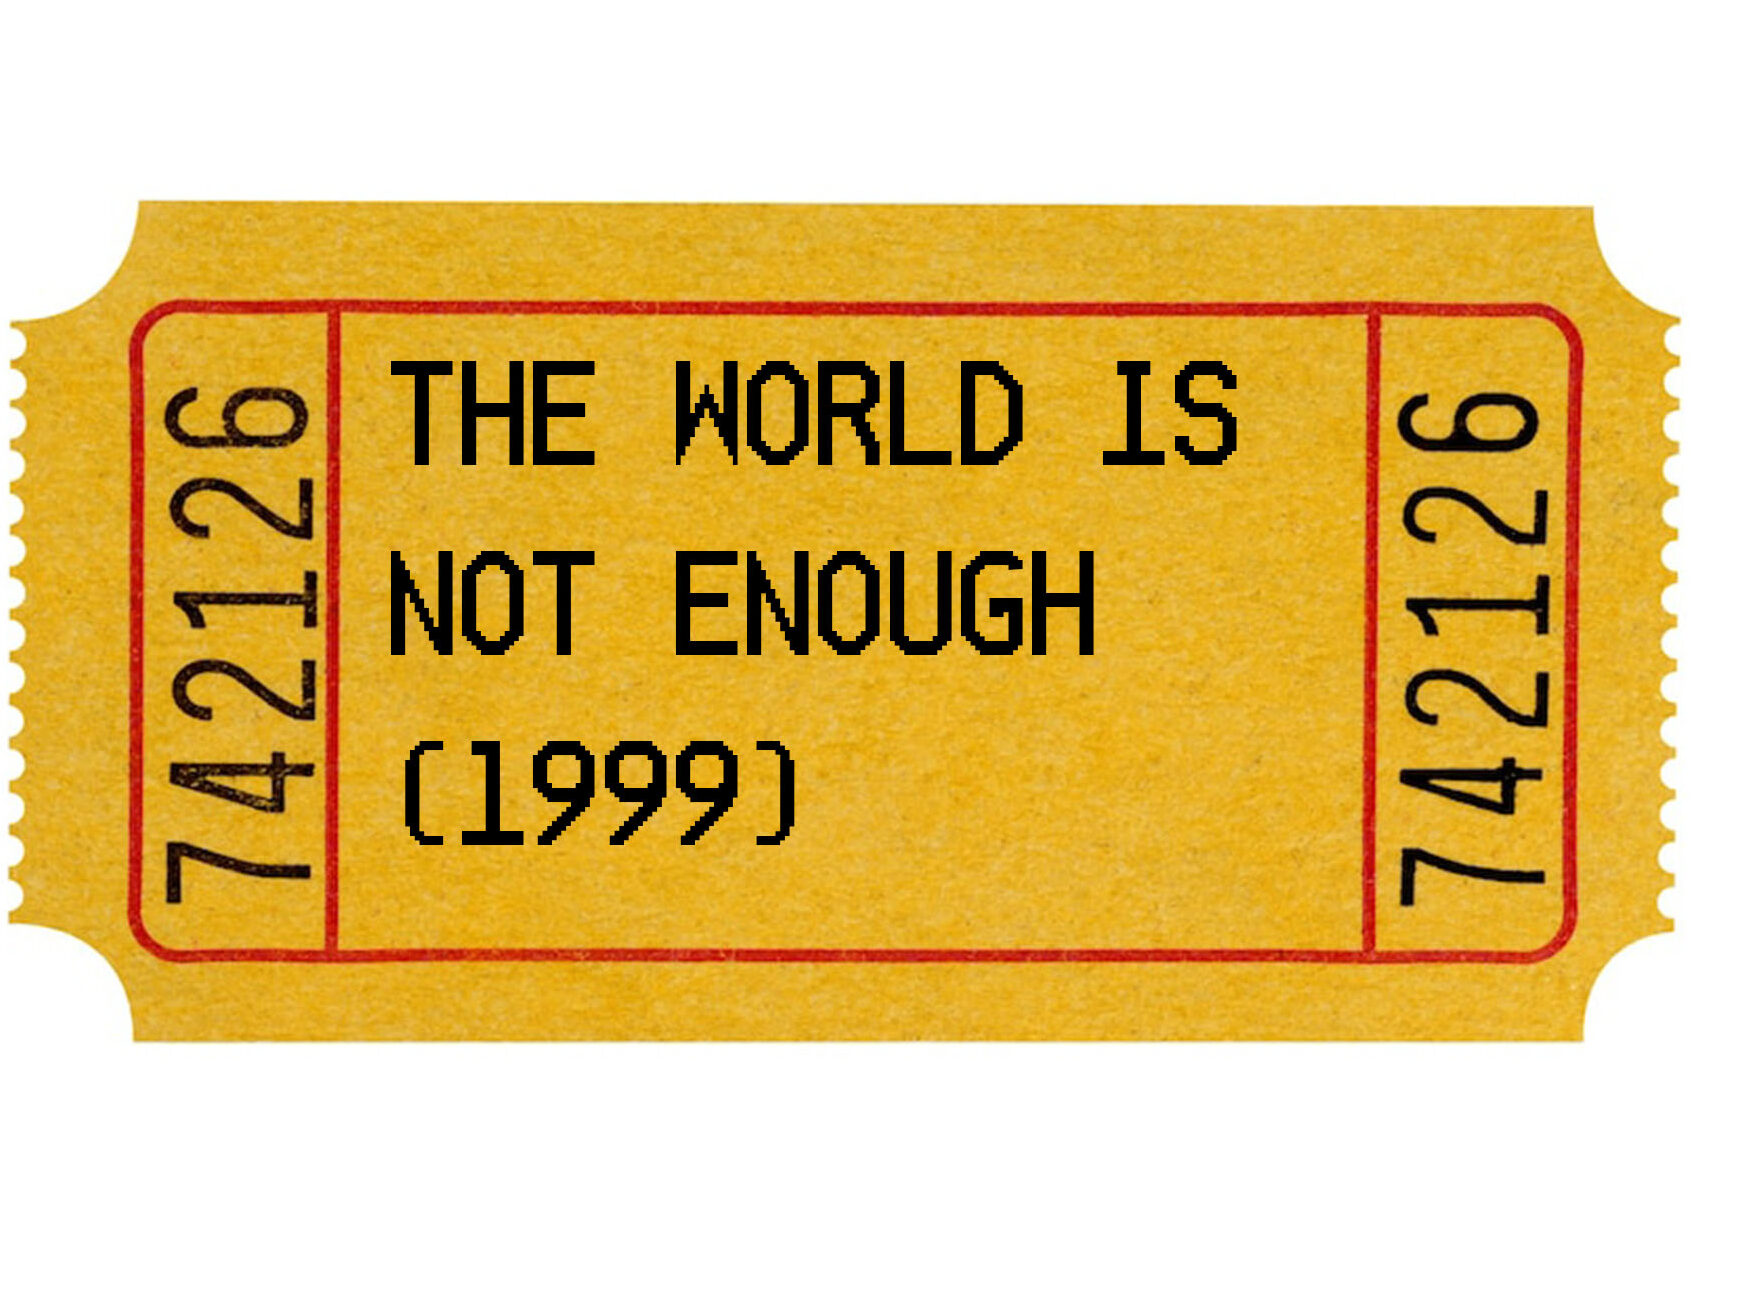 742126
THE WORLD IS
NOT ENOUGH
(1999)
742126